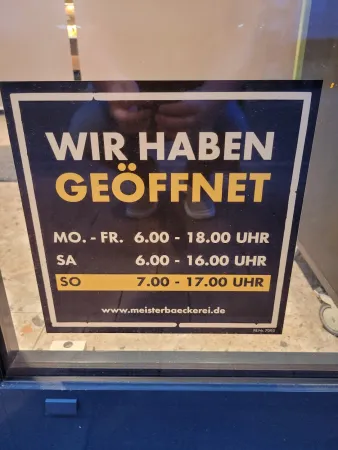 WIR HABEN
GEÖFFNET
MO. - FR. 6.00 - 18.00 UHR
SA 6.00 - 16.00 UHR
SO 7.00 - 17.00 UHR
www.meisterbaeckerei.de